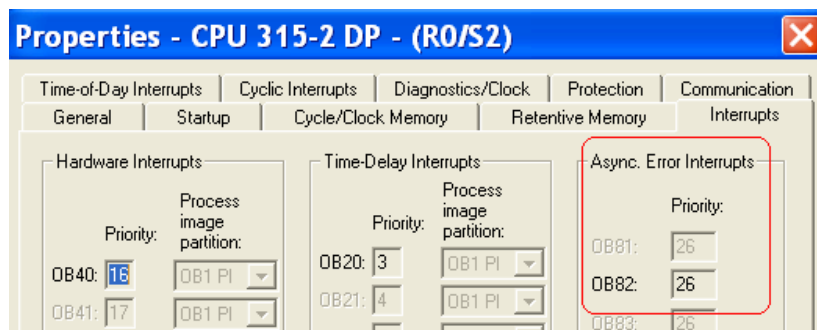 Properties - CPU 315-2 DP - (R0/S2)
Time-of-Day Interrupts Cyclic Interrupts Diagnostics/Clock Protection Communication
General Startup Cycle/Clock Memory Retentive Memory Interrupts
Hardware Interrupts
Priority:
Process
image
partition:
OB40: 16 OB1 PI
OB41: 17 OB1 PI
Time-Delay Interrupts
Priority:
Process
image
partition:
OB20: 3 OB1 PI
OB21: 4 OB1 PI
Async. Error Interrupts
Priority:
OB81: 26
OB82: 26
OB83: 26